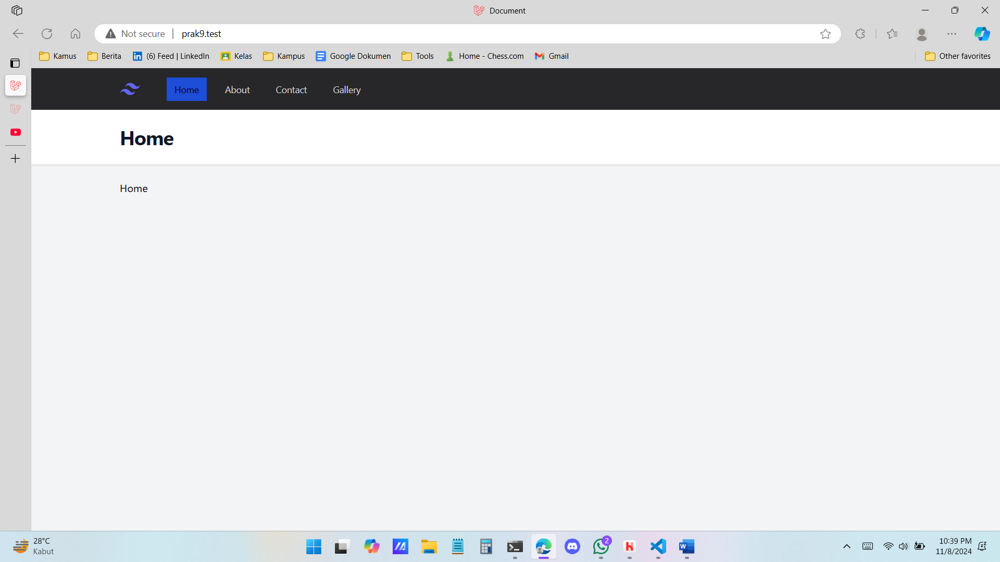 Document
Not secure prak9.test
Kamus Berita (6) Feed | LinkedIn Kelas Kampus Google Dokumen Tools Home - Chess.com Gmail Other favorites
Home About Contact Gallery
Home
Home
28°C
Kabut
2
10:39 PM
11/8/2024